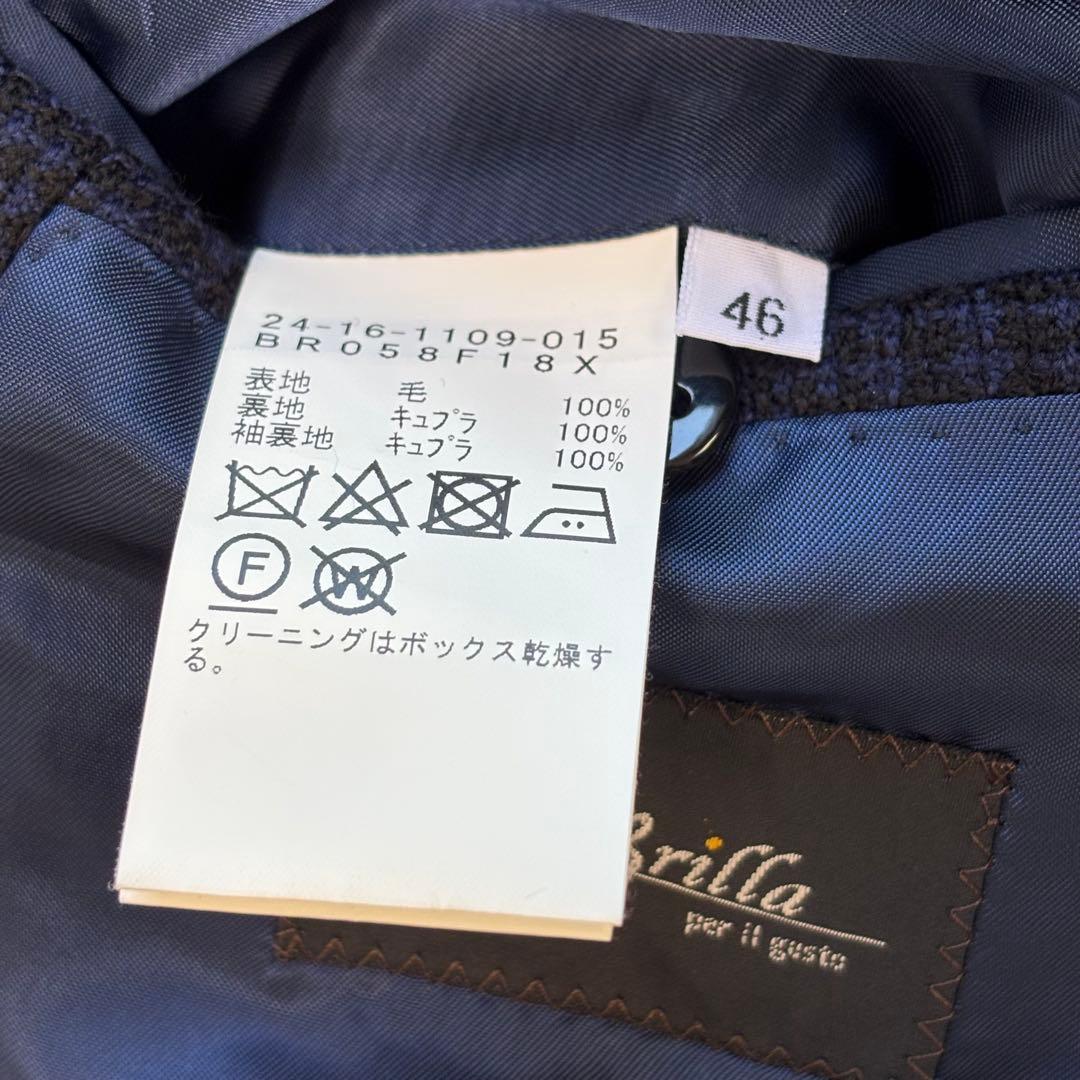 46
24-16-1109-015
BR058F18X
表地 毛 100%
裏地 ｷｭﾌﾟﾗ 100%
袖裏地 ｷｭﾌﾟﾗ 100%
F W
クリーニングはボックス乾燥す
る。
Brilla
per il gusto